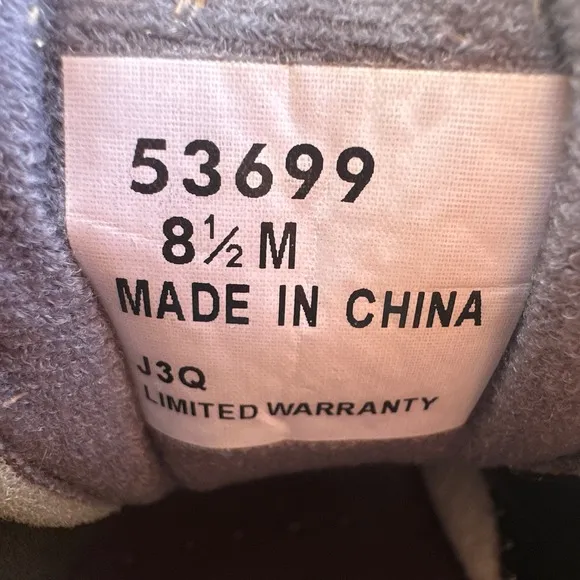 53699
8½ M
MADE IN CHINA
J3Q
LIMITED WARRANTY